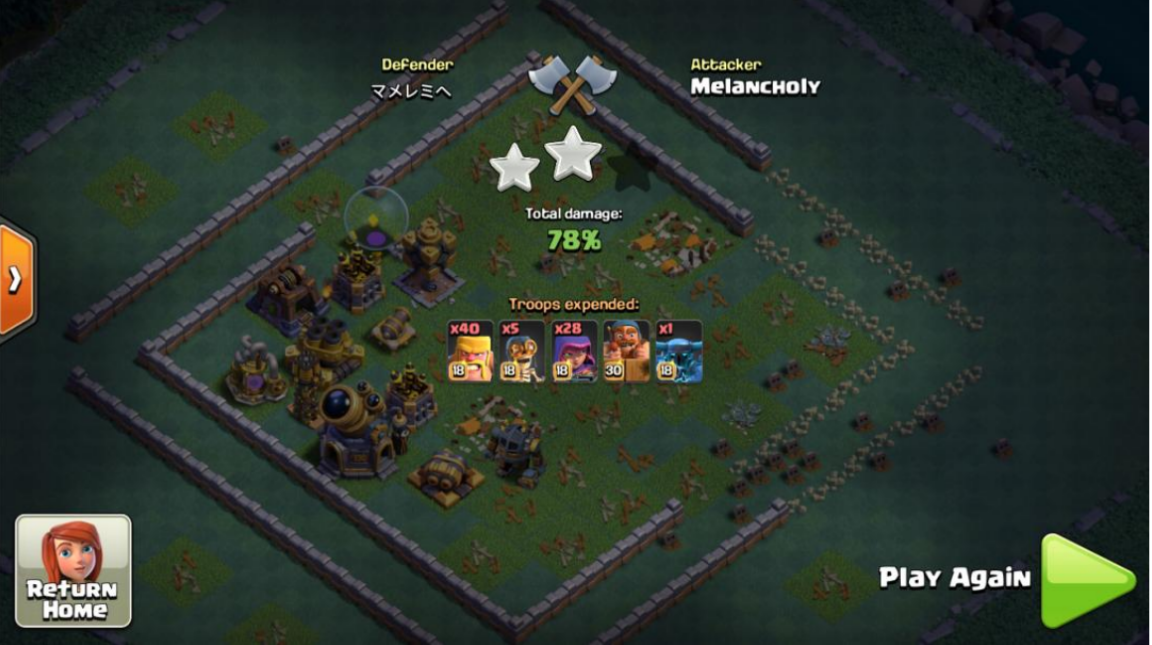 Defender
マメレミへ
Attacker
Melancholy
Total damage:
78%
Troops expended:
x40 x5 x28 x1
18 18 18 30 18
Return
Home
Play Again